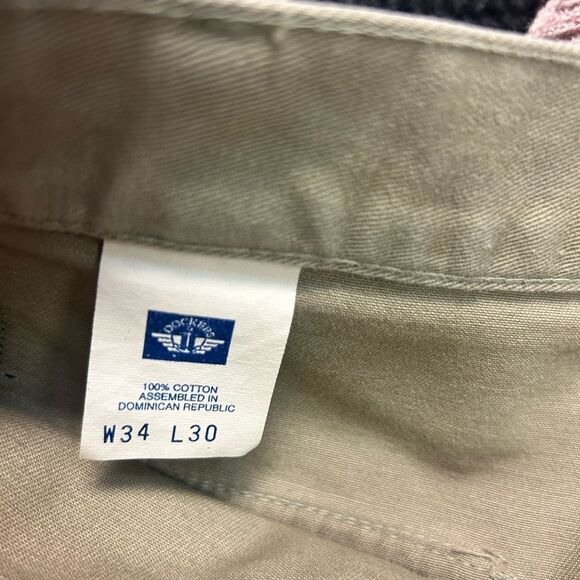 DOCKERS
100% COTTON
ASSEMBLED IN
DOMINICAN REPUBLIC
W34 L30